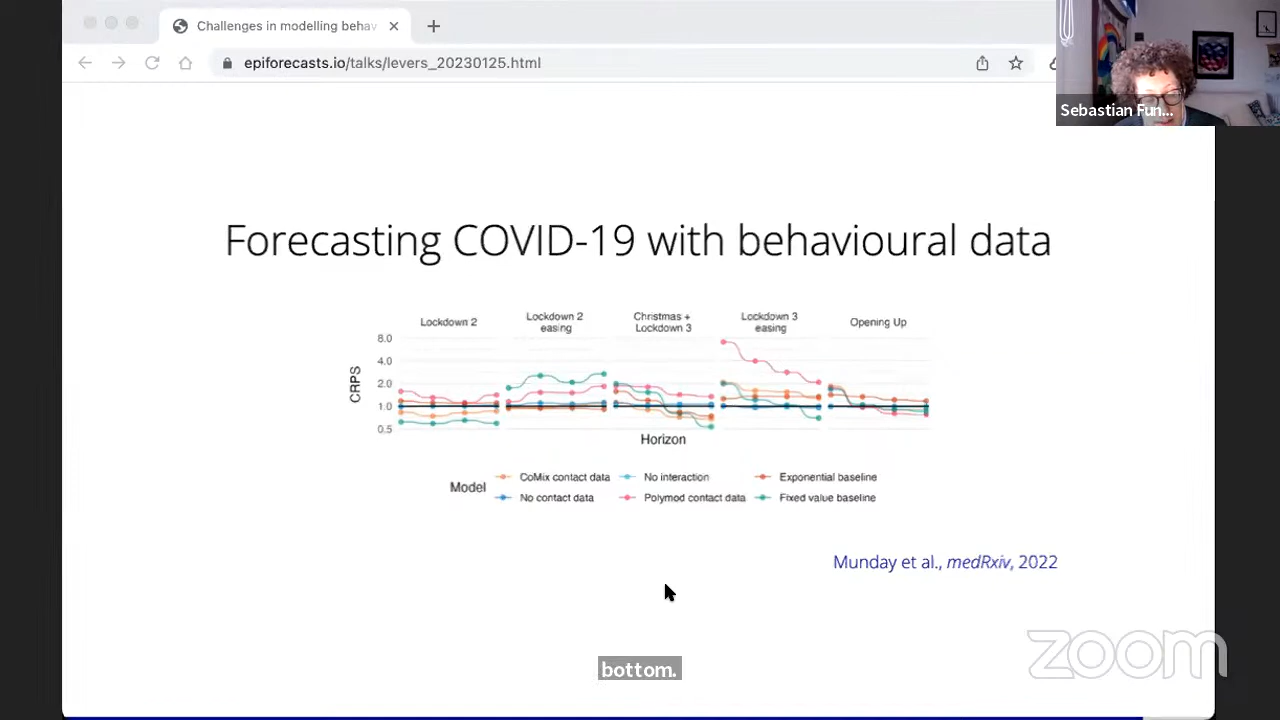 Challenges in modelling behav
epiforecasts.io/talks/levers_20230125.html
Sebastian Fun...
Forecasting COVID-19 with behavioural data
Lockdown 2
Lockdown 2
easing
Christmas +
Lockdown 3
Lockdown 3
easing
Opening Up
8.0
4.0
2.0
1.0
0.5
CRPS
Horizon
Model
CoMix contact data
No interaction
Exponential baseline
No contact data
Polymod contact data
Fixed value baseline
Munday et al., medRxiv, 2022
zoom
bottom.